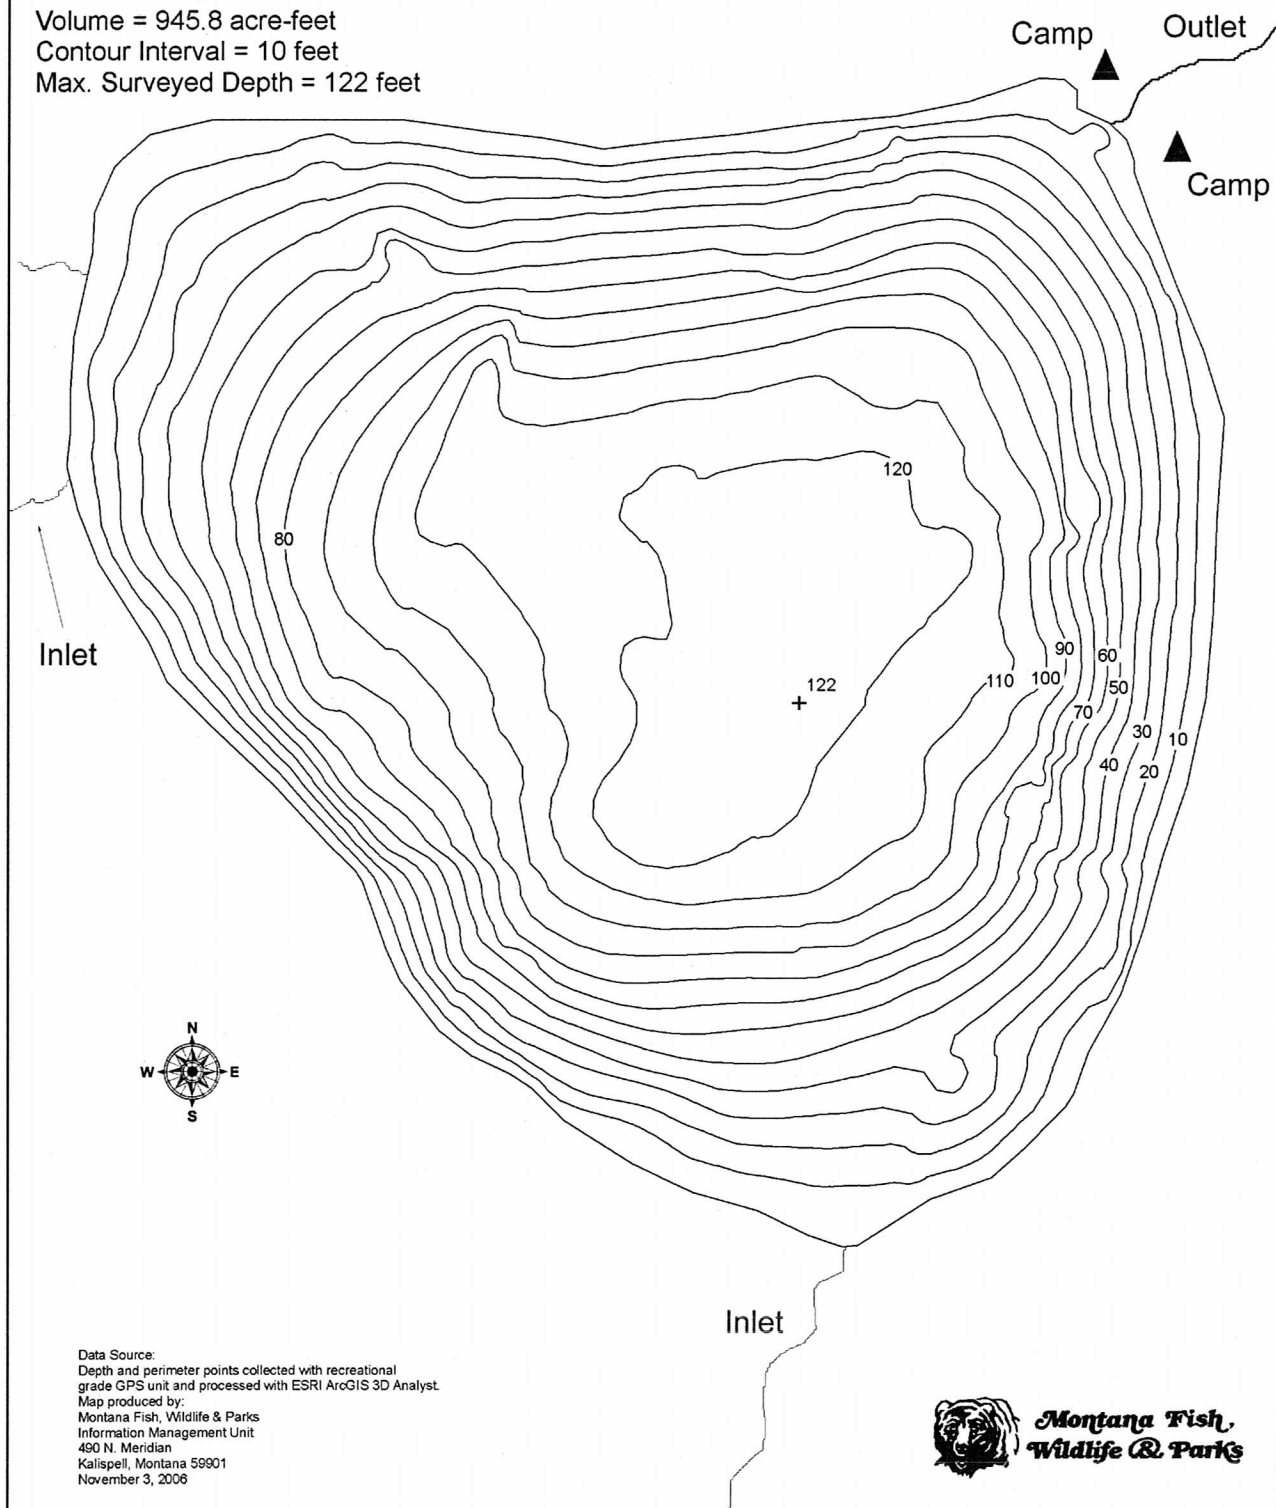 Volume = 945.8 acre-feet
Contour Interval = 10 feet
Max. Surveyed Depth = 122 feet
Camp
Outlet
Camp
120
80
Inlet
90
60
122
110
100
50
70
30
10
40
20
N
W
E
S
Inlet
Data Source:
Depth and perimeter points collected with recreational
grade GPS unit and processed with ESRI ArcGIS 3D Analyst.
Map produced by:
Montana Fish, Wildlife & Parks
Information Management Unit
490 N. Meridian
Kalispell, Montana 59901
November 3, 2006
Montana Fish,
Wildlife & Parks